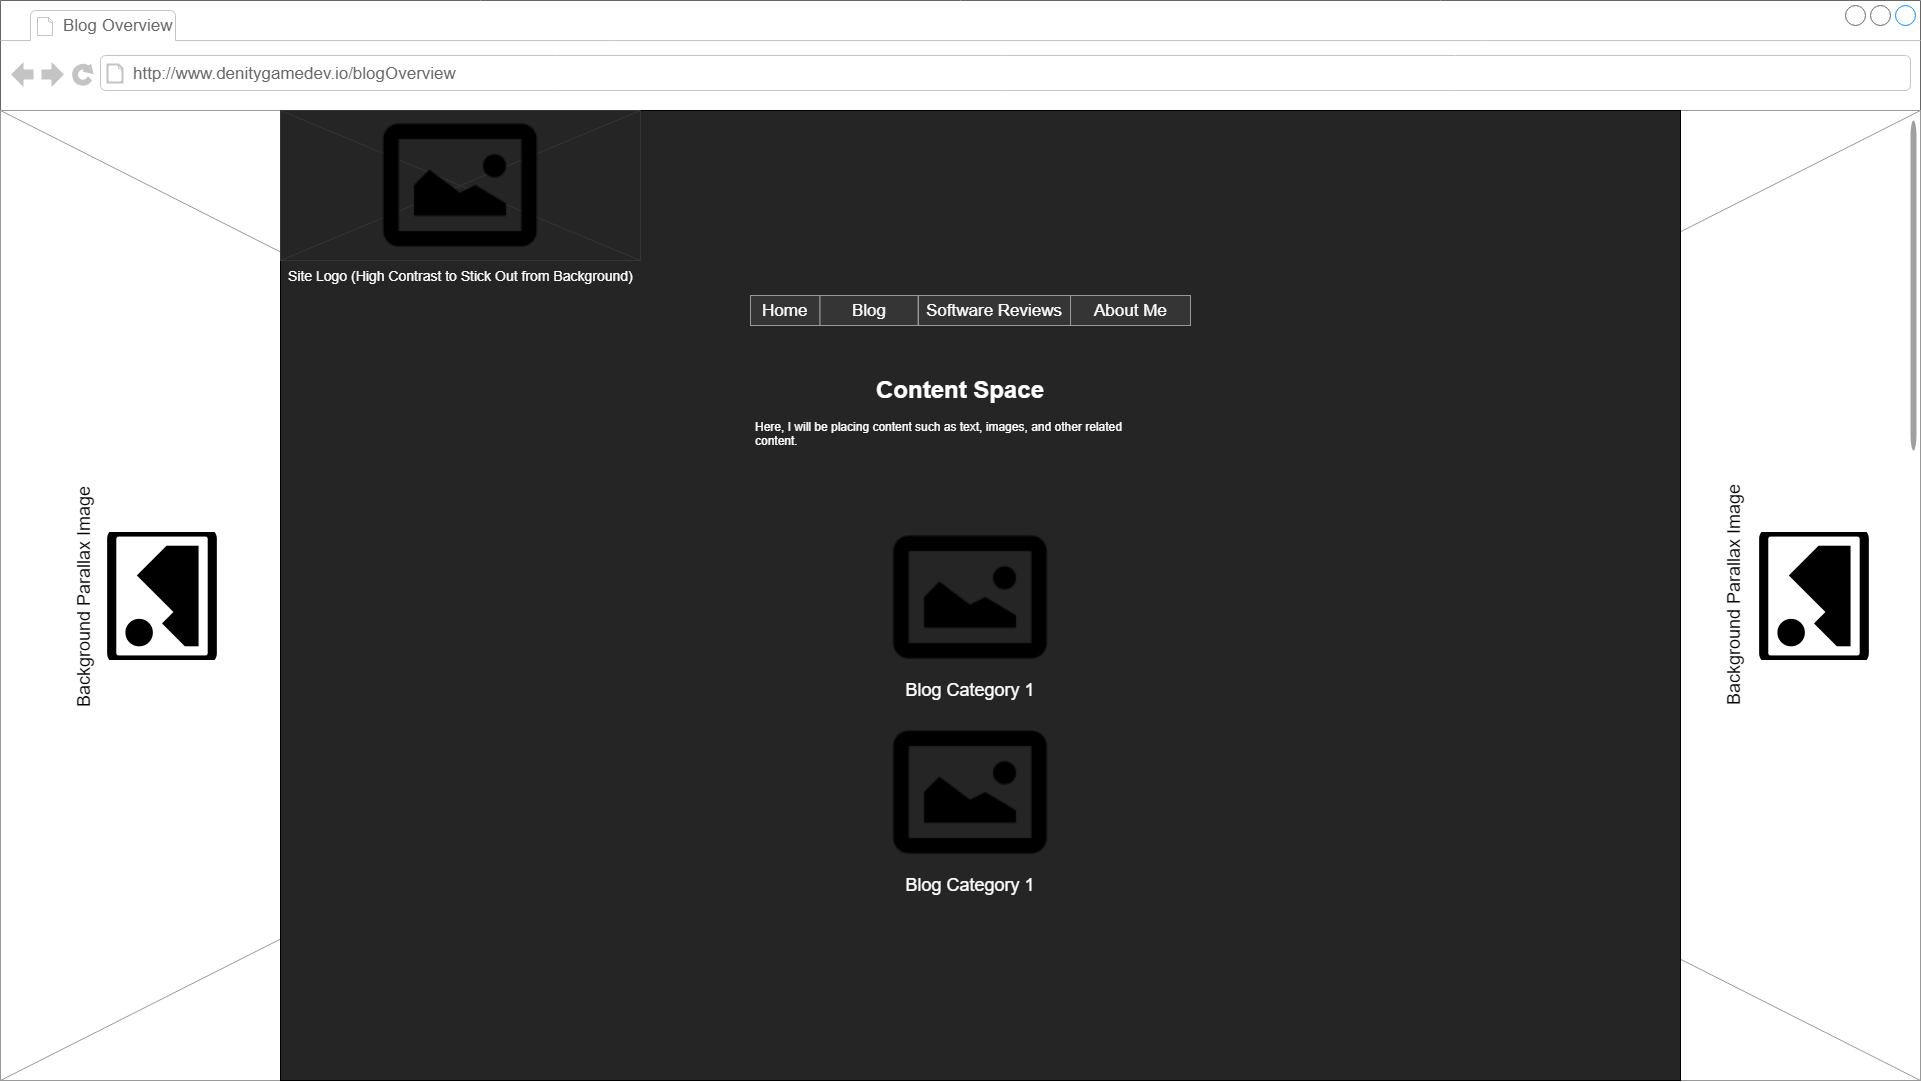 Blog Overview
http://www.denitygamedev.io/blogOverview
Site Logo (High Contrast to Stick Out from Background)
Home Blog Software Reviews About Me
Content Space
Here, I will be placing content such as text, images, and other related
content.
Background Parallax Image
Background Parallax Image
Blog Category 1
Blog Category 1